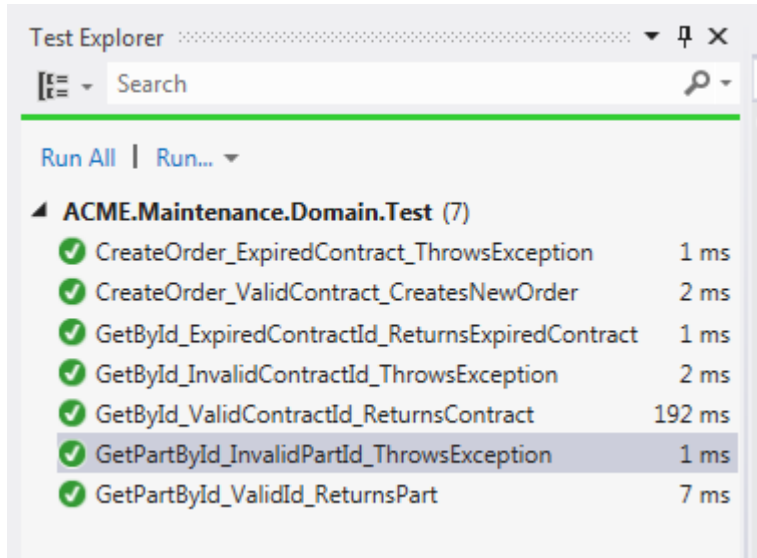 Test Explorer
Search
Run All | Run...
ACME.Maintenance.Domain.Test (7)
CreateOrder_ExpiredContract_ThrowsException 1 ms
CreateOrder_ValidContract_CreatesNewOrder 2 ms
GetById_ExpiredContractId_ReturnsExpiredContract 1 ms
GetById_InvalidContractId_ThrowsException 2 ms
GetById_ValidContractId_ReturnsContract 192 ms
GetPartById_InvalidPartId_ThrowsException 1 ms
GetPartById_ValidId_ReturnsPart 7 ms